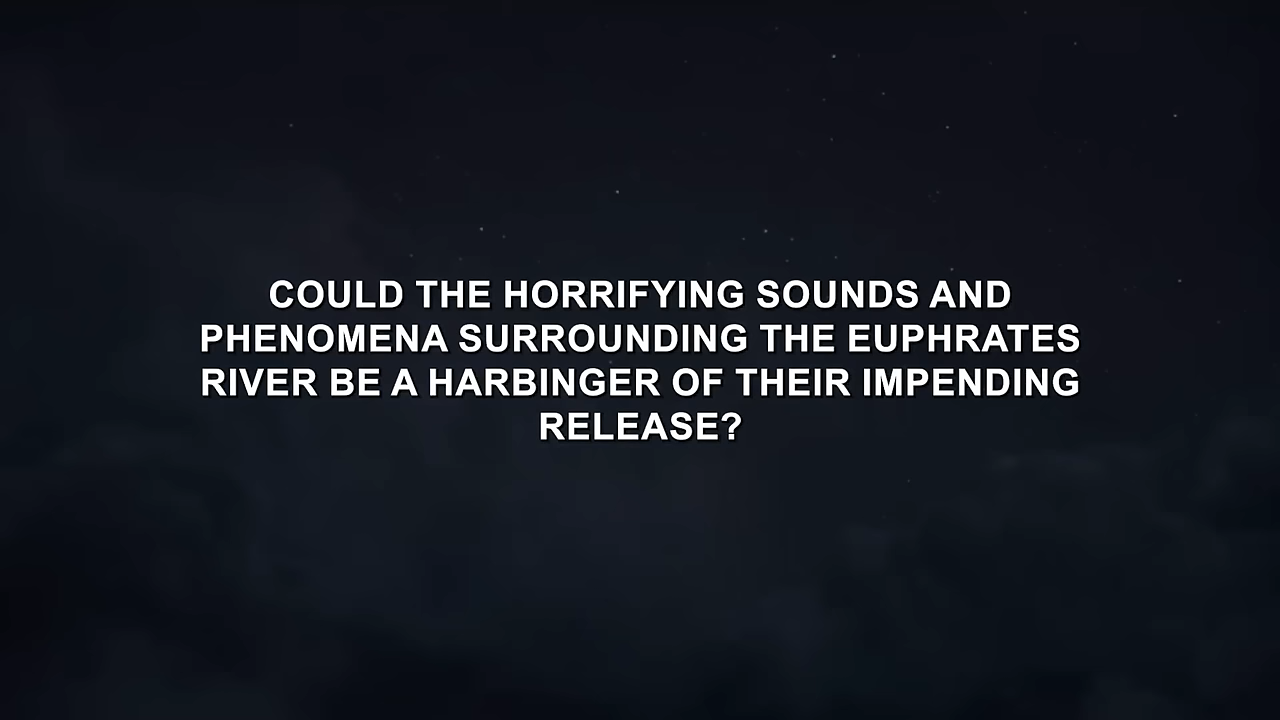 COULD THE HORRIFYING SOUNDS AND
PHENOMENA SURROUNDING THE EUPHRATES
RIVER BE A HARBINGER OF THEIR IMPENDING
RELEASE?